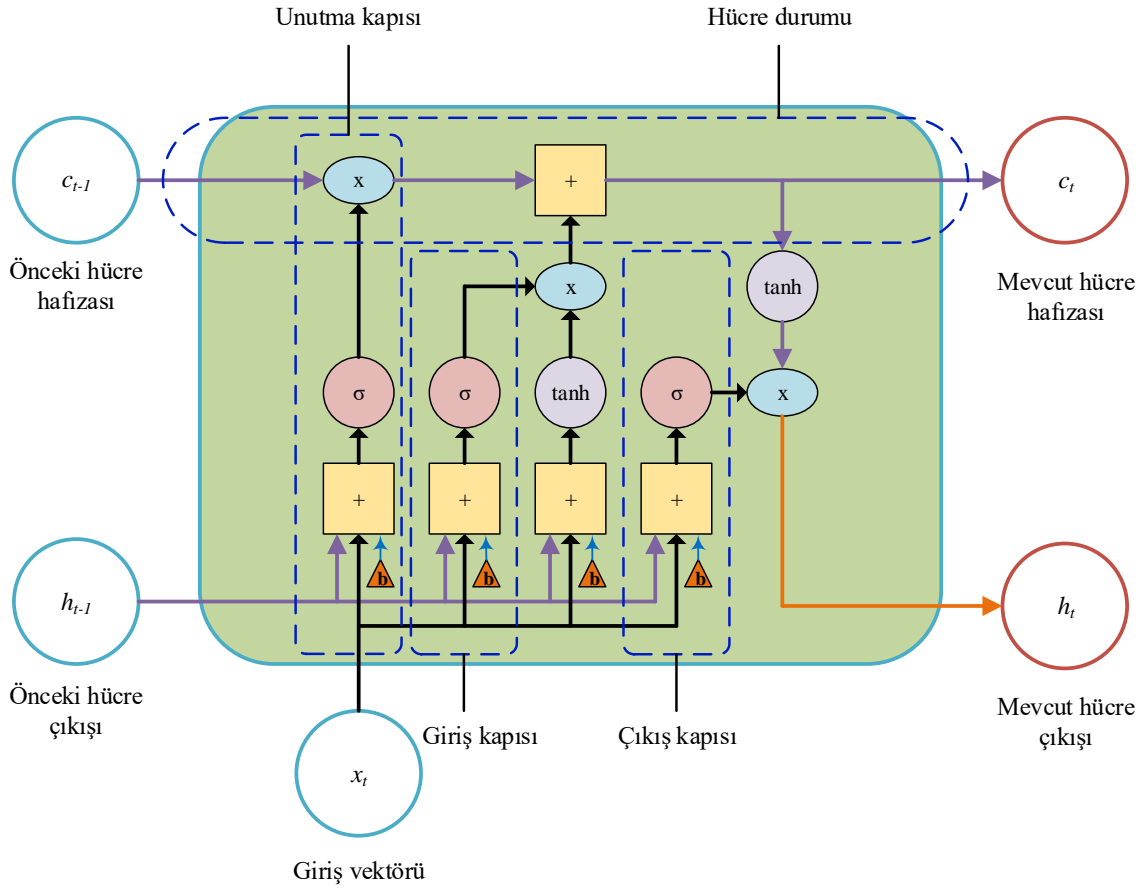 Unutma kapısı
Hücre durumu
c_{t-1}
x
+
c_t
Önceki hücre
hafızası
x
tanh
Mevcut hücre
hafızası
σ
σ
tanh
σ
x
+
+
+
+
b
b
b
b
h_{t-1}
h_t
Önceki hücre
çıkışı
Mevcut hücre
çıkışı
Giriş kapısı
Çıkış kapısı
x_t
Giriş vektörü